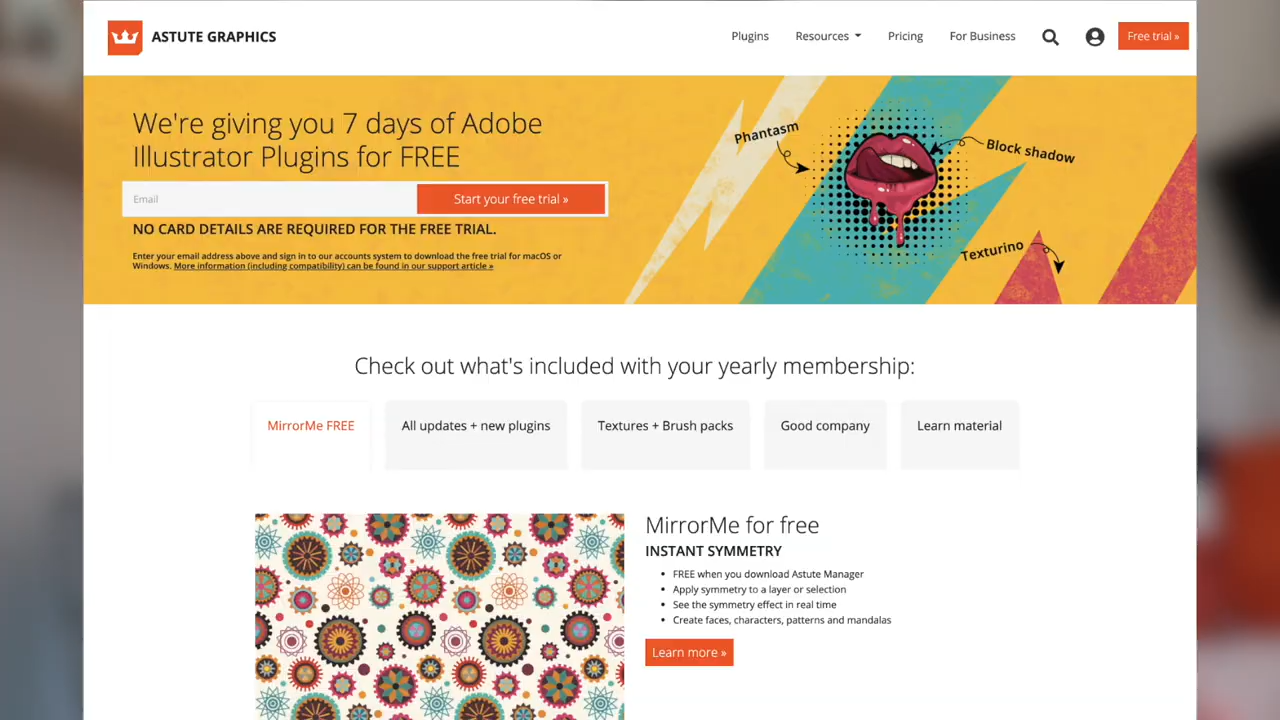 ASTUTE GRAPHICS
Plugins
Resources
Pricing
For Business
Free trial »
We're giving you 7 days of Adobe
Illustrator Plugins for FREE
Email
Start your free trial »
NO CARD DETAILS ARE REQUIRED FOR THE FREE TRIAL.
Enter your email address above and sign in to our accounts system to download the free trial for macOS or
Windows. More information (including compatibility) can be found in our support article »
Phantasm
Block shadow
Texturino
Check out what's included with your yearly membership:
MirrorMe FREE
All updates + new plugins
Textures + Brush packs
Good company
Learn material
MirrorMe for free
INSTANT SYMMETRY
• FREE when you download Astute Manager
• Apply symmetry to a layer or selection
• See the symmetry effect in real time
• Create faces, characters, patterns and mandalas
Learn more »